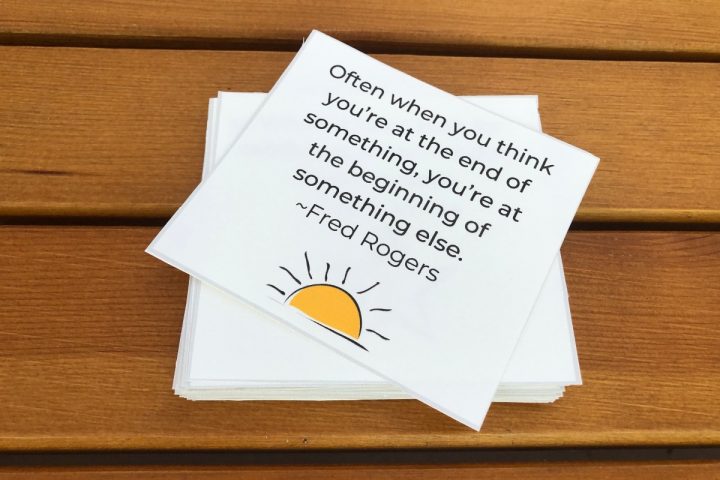 Often when you think
you're at the end of
something, you're at
the beginning of
something else.
~Fred Rogers